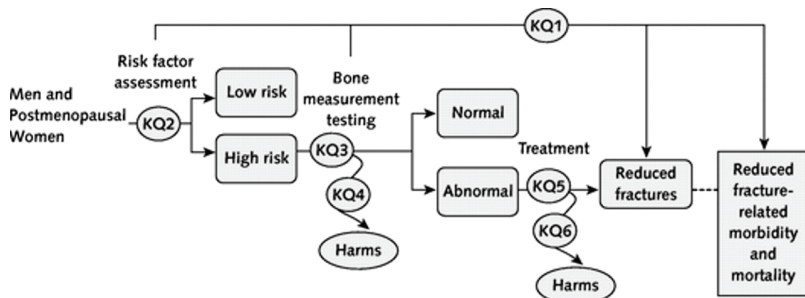 KQ1
Risk factor
assessment
Bone
measurement
testing
Men and
Postmenopausal
Women
KQ2
Low risk
High risk
KQ3
KQ4
Harms
Normal
Abnormal
Treatment
KQ5
KQ6
Harms
Reduced
fractures
Reduced
fracture-
related
morbidity
and
mortality